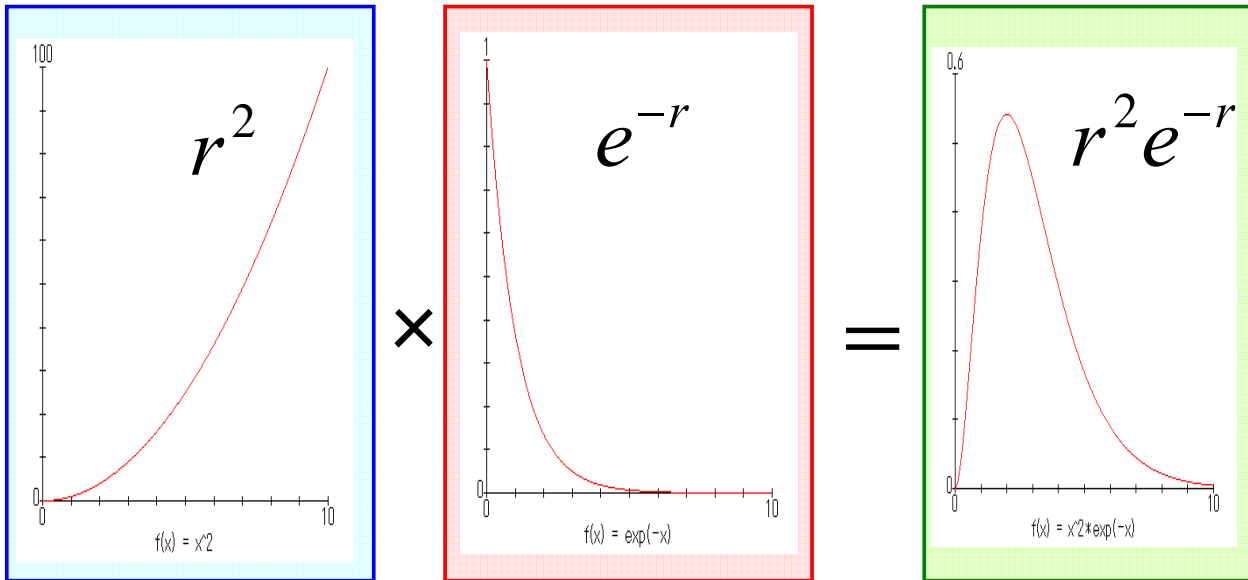 100
r²
0
0
10
f(x) = x^2
×
1
e⁻ʳ
0
0
10
f(x) = exp(-x)
=
0.6
r²e⁻ʳ
0
0
10
f(x) = x^2*exp(-x)